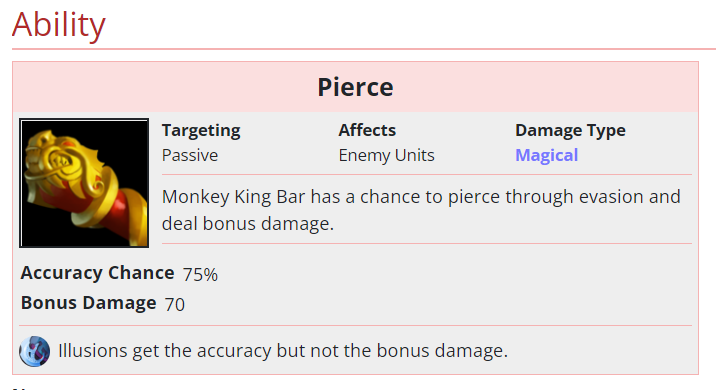 Ability
Pierce
Targeting
Affects
Damage Type
Passive
Enemy Units
Magical
Monkey King Bar has a chance to pierce through evasion and
deal bonus damage.
Accuracy Chance 75%
Bonus Damage 70
Illusions get the accuracy but not the bonus damage.